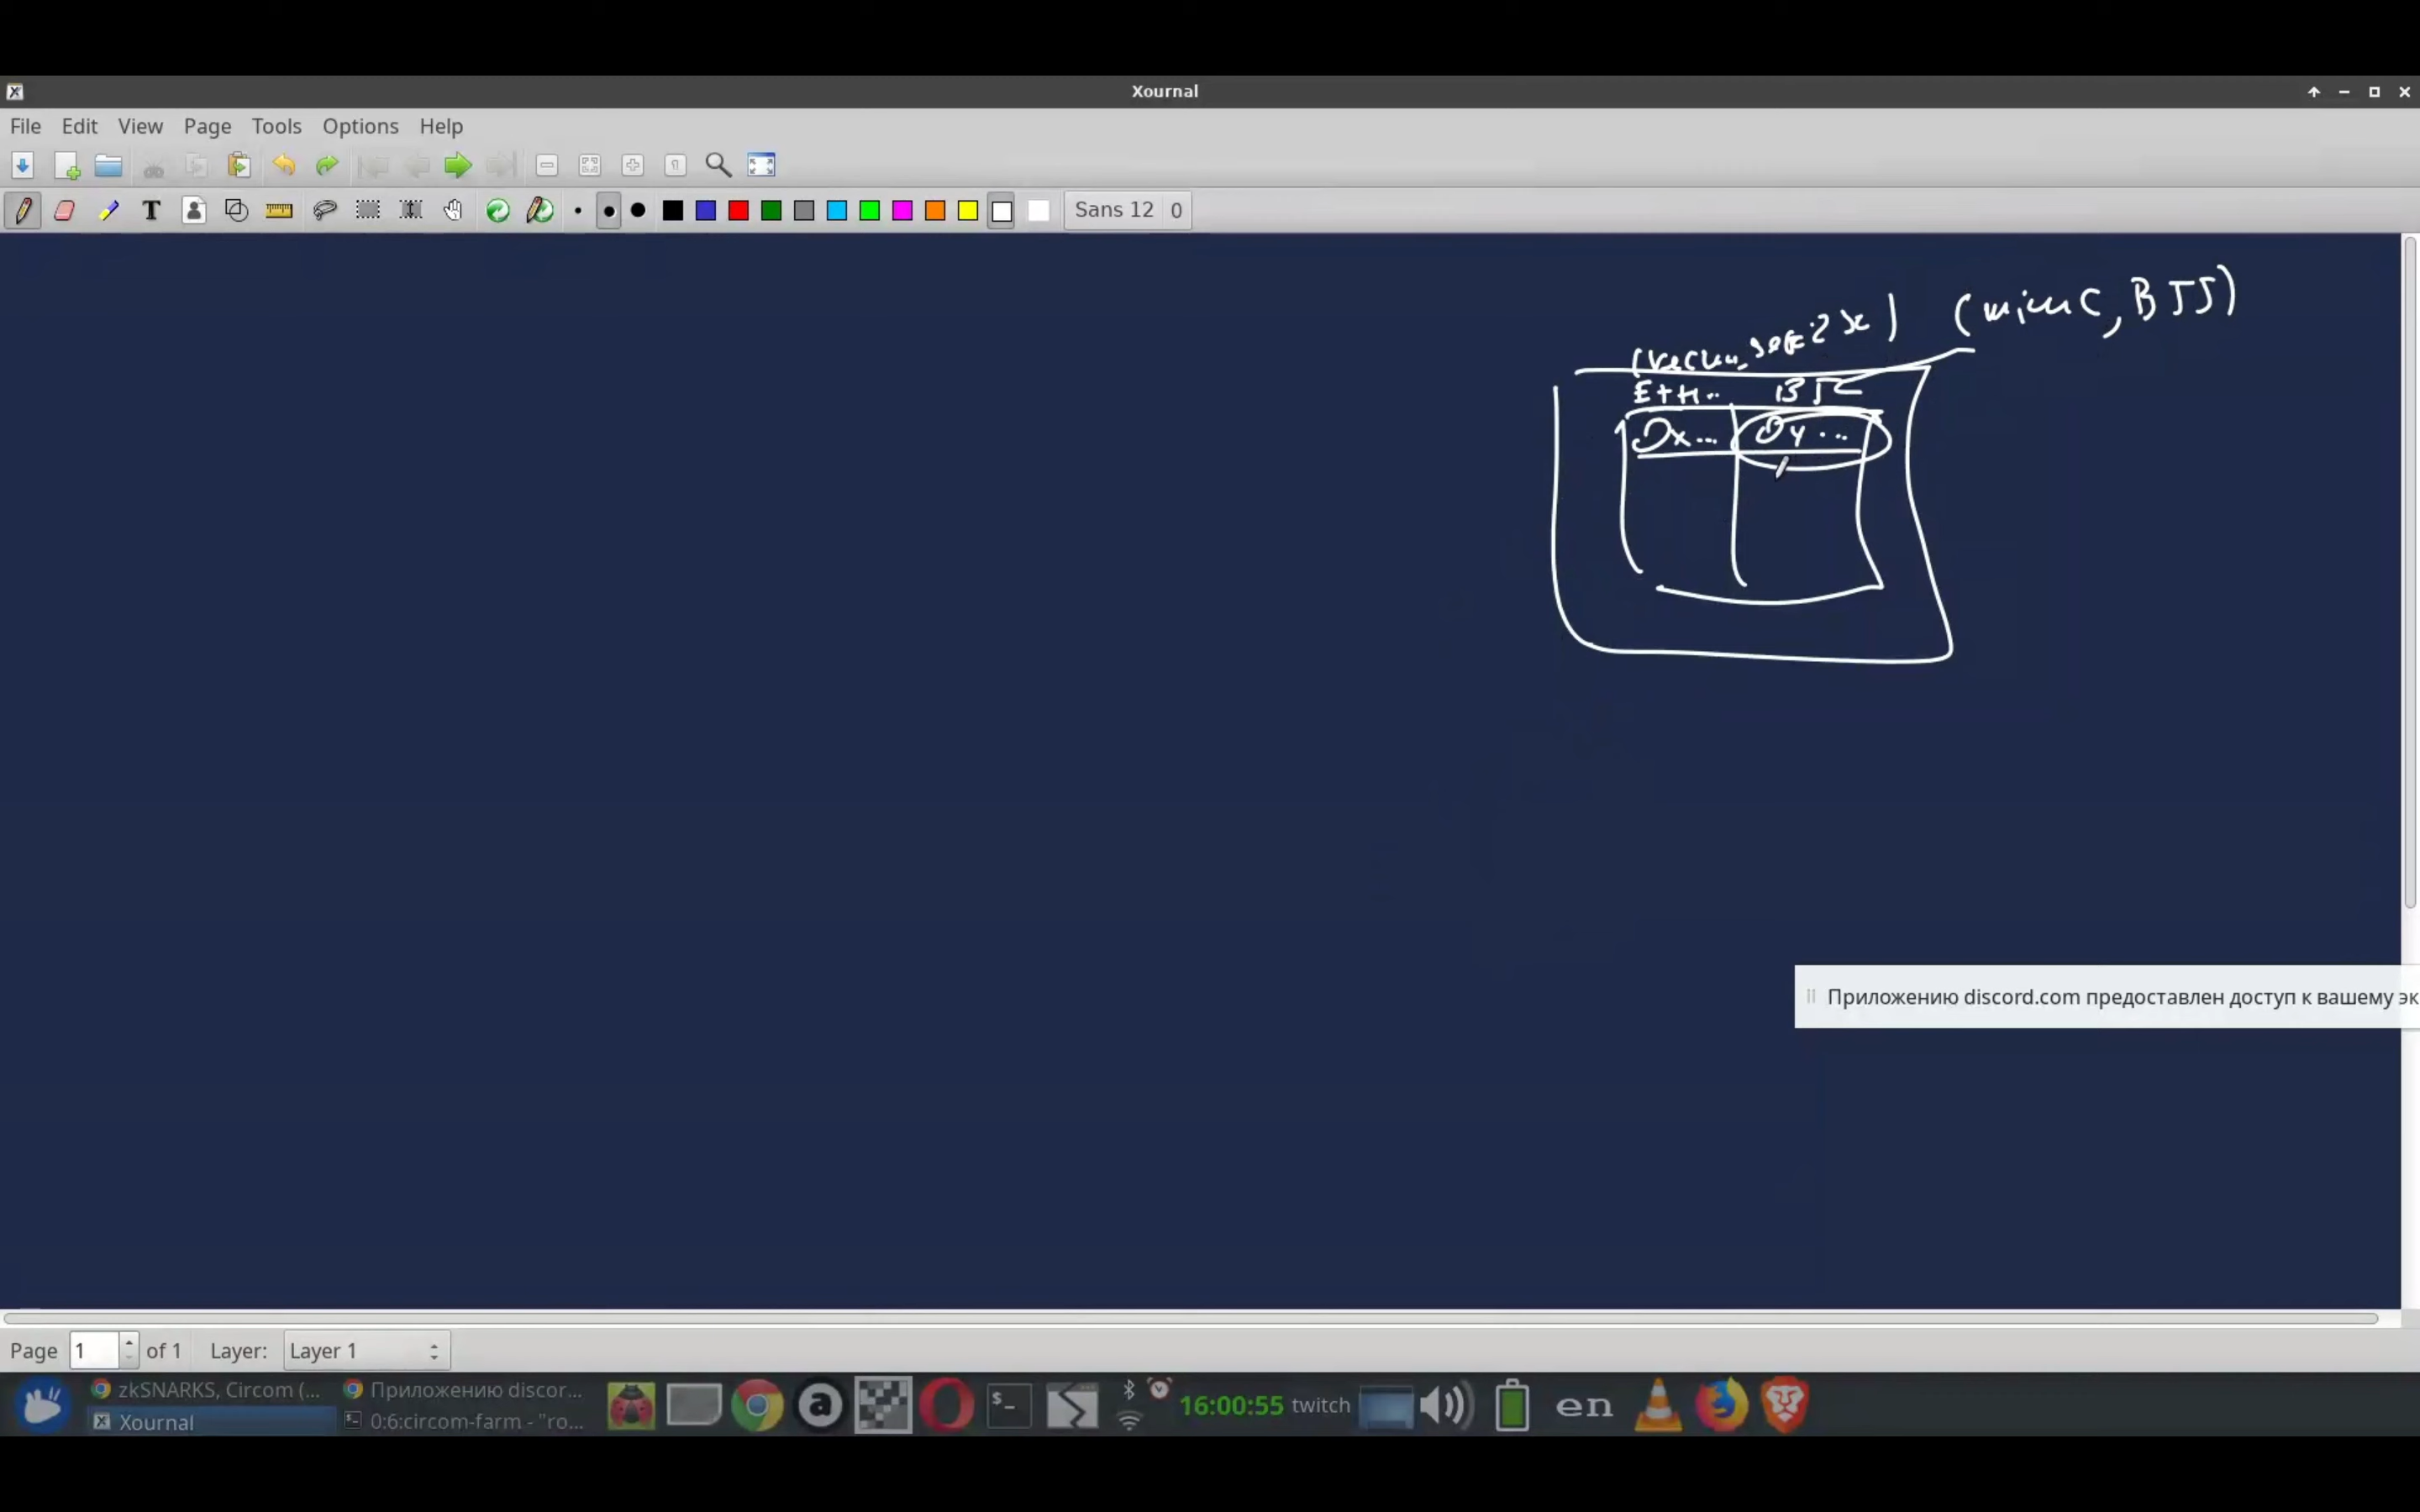 Xournal
File Edit View Page Tools Options Help
Sans 12 0
(mimC, BJJ)
Eth..
0x... 0y...
Приложению discord.com предоставлен доступ к вашему эк
Page 1 of 1 Layer: Layer 1
zkSNARKS, Circom (... Приложению discor...
Xournal 0:6:circom-farm - "ro...
16:00:55 twitch en